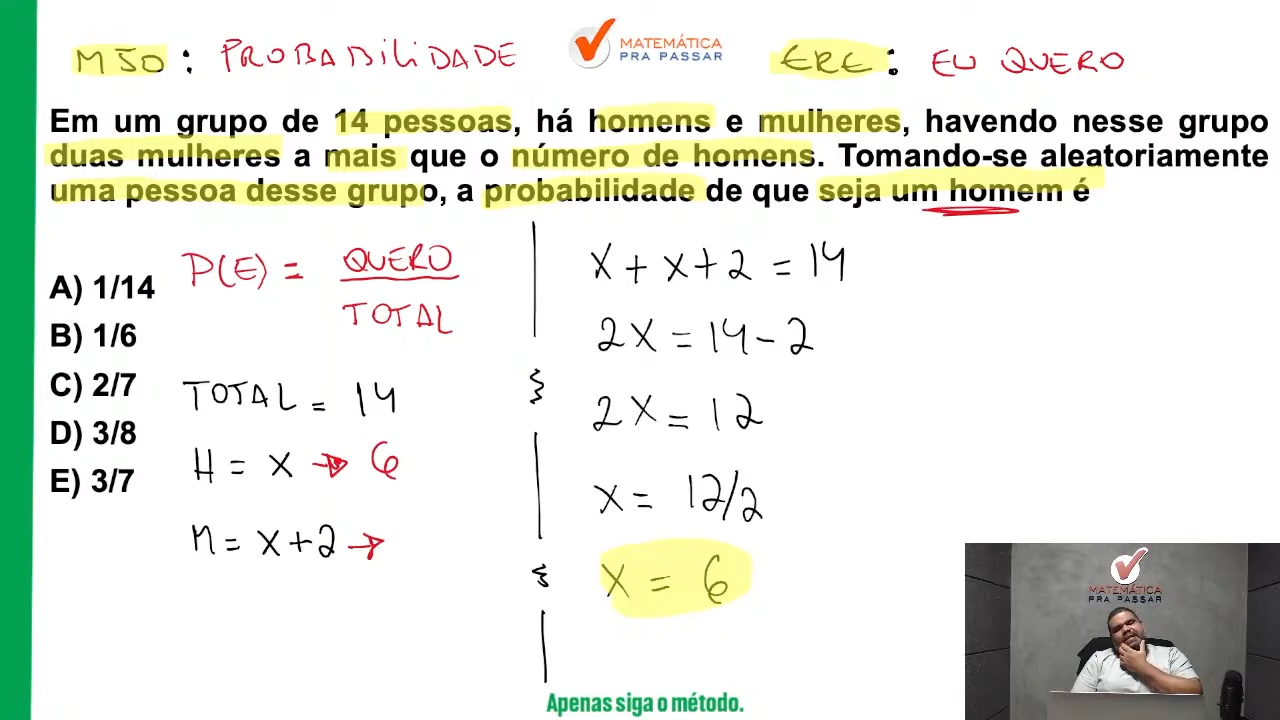 M50 : PROBABILIDADE
MATEMÁTICA
PRA PASSAR
ERE : EU QUERO
Em um grupo de 14 pessoas, há homens e mulheres, havendo nesse grupo
duas mulheres a mais que o número de homens. Tomando-se aleatoriamente
uma pessoa desse grupo, a probabilidade de que seja um homem é
A) 1/14
B) 1/6
C) 2/7
D) 3/8
E) 3/7
P(E) = QUERO
TOTAL
TOTAL = 14
H = X → 6
M = X + 2 →
X + X + 2 = 14
2X = 14 - 2
2X = 12
X = 12/2
X = 6
MATEMÁTICA
PRA PASSAR
Apenas siga o método.